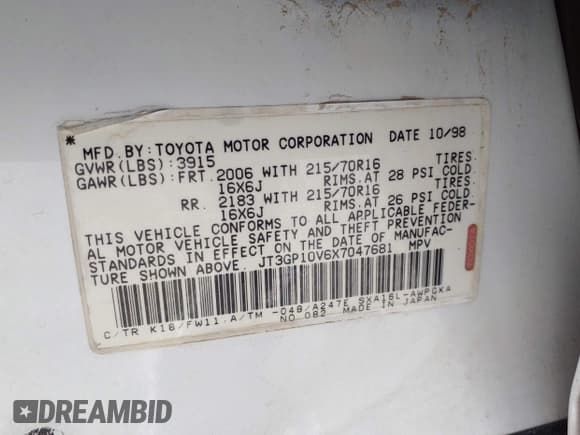 * MFD. BY: TOYOTA MOTOR CORPORATION DATE 10/98
GVWR(LBS): 3915
GAWR(LBS): FRT. 2006 WITH 215/70R16 TIRES.
16X6J RIMS.AT 28 PSI COLD
RR. 2183 WITH 215/70R16 TIRES.
16X6J RIMS.AT 26 PSI COLD.
THIS VEHICLE CONFORMS TO ALL APPLICABLE FEDER-
AL MOTOR VEHICLE SAFETY AND THEFT PREVENTION
STANDARDS IN EFFECT ON THE DATE OF MANUFAC-
TURE SHOWN ABOVE. JT3GP10V6X7047681 MPV
C/TR K16/FW11.A/TM -04B/A247E SXA16L-AWPGKA
NO 082 MADE IN JAPAN
DREAMBID